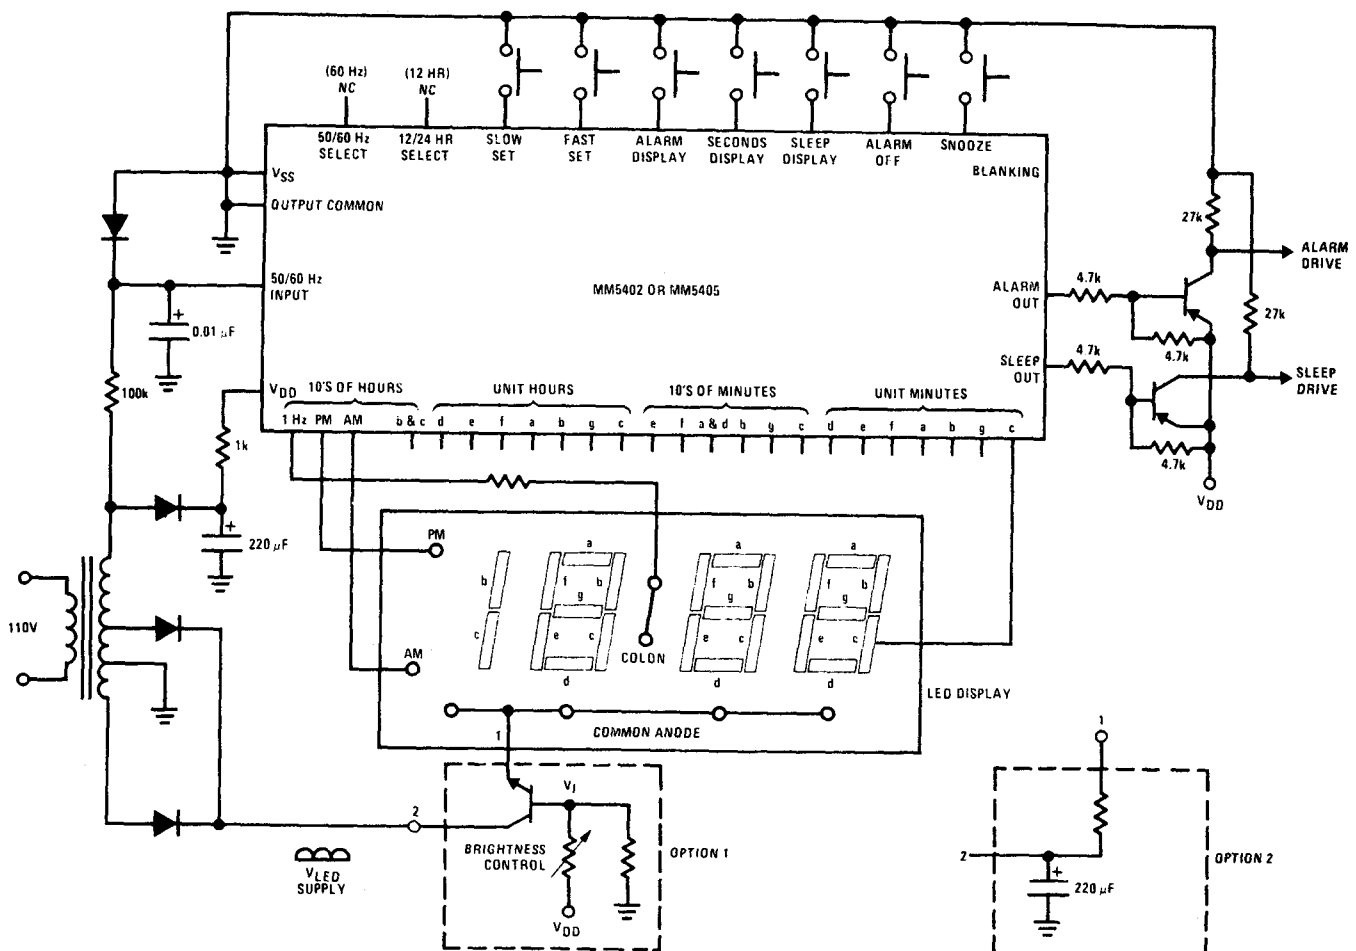 (60 Hz)
NC
(12 HR)
NC
50/60 Hz
SELECT
12/24 HR
SELECT
SLOW
SET
FAST
SET
ALARM
DISPLAY
SECONDS
DISPLAY
SLEEP
DISPLAY
ALARM
OFF
SNOOZE
VSS
BLANKING
OUTPUT COMMON
27k
ALARM
DRIVE
50/60 Hz
INPUT
MM5402 OR MM5405
ALARM
OUT
4.7k
27k
+
0.01 µF
4.7k
SLEEP
OUT
4.7k
SLEEP
DRIVE
100k
VDD
10'S OF HOURS
UNIT HOURS
10'S OF MINUTES
UNIT MINUTES
1 Hz PM AM b & c d e f a b g c e f a & d b g c d e f a b g c
1k
4.7k
VDD
+
220 µF
PM
a a a
b f b f b f b
g g g
110V
c e c e c e c
AM
COLON
d d d
LED DISPLAY
COMMON ANODE
1
1
2
VJ
BRIGHTNESS
CONTROL
OPTION 1
VLED
SUPPLY
VDD
2
+
220 µF
OPTION 2